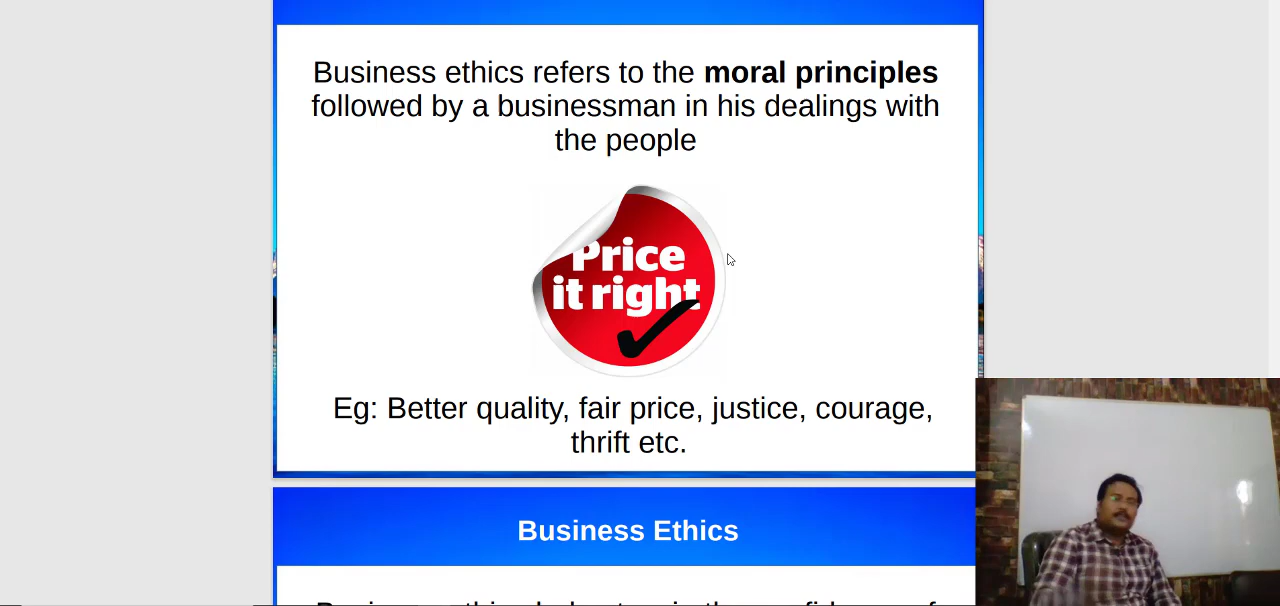 Business ethics refers to the moral principles
followed by a businessman in his dealings with
the people
Price
it right
Eg: Better quality, fair price, justice, courage,
thrift etc.
Business Ethics